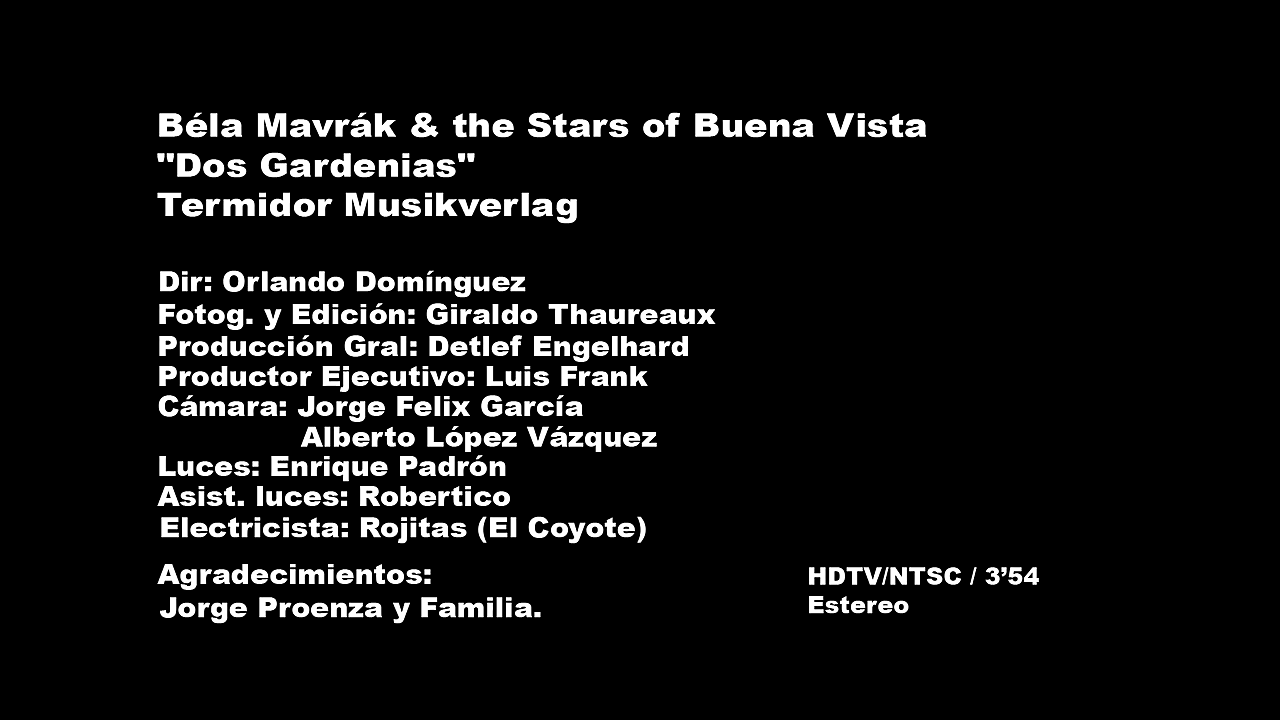 Béla Mavrák & the Stars of Buena Vista
"Dos Gardenias"
Termidor Musikverlag
Dir: Orlando Domínguez
Fotog. y Edición: Giraldo Thaureaux
Producción Gral: Detlef Engelhard
Productor Ejecutivo: Luis Frank
Cámara: Jorge Felix García
Alberto López Vázquez
Luces: Enrique Padrón
Asist. luces: Robertico
Electricista: Rojitas (El Coyote)
Agradecimientos:
Jorge Proenza y Familia.
HDTV/NTSC / 3’54
Estereo